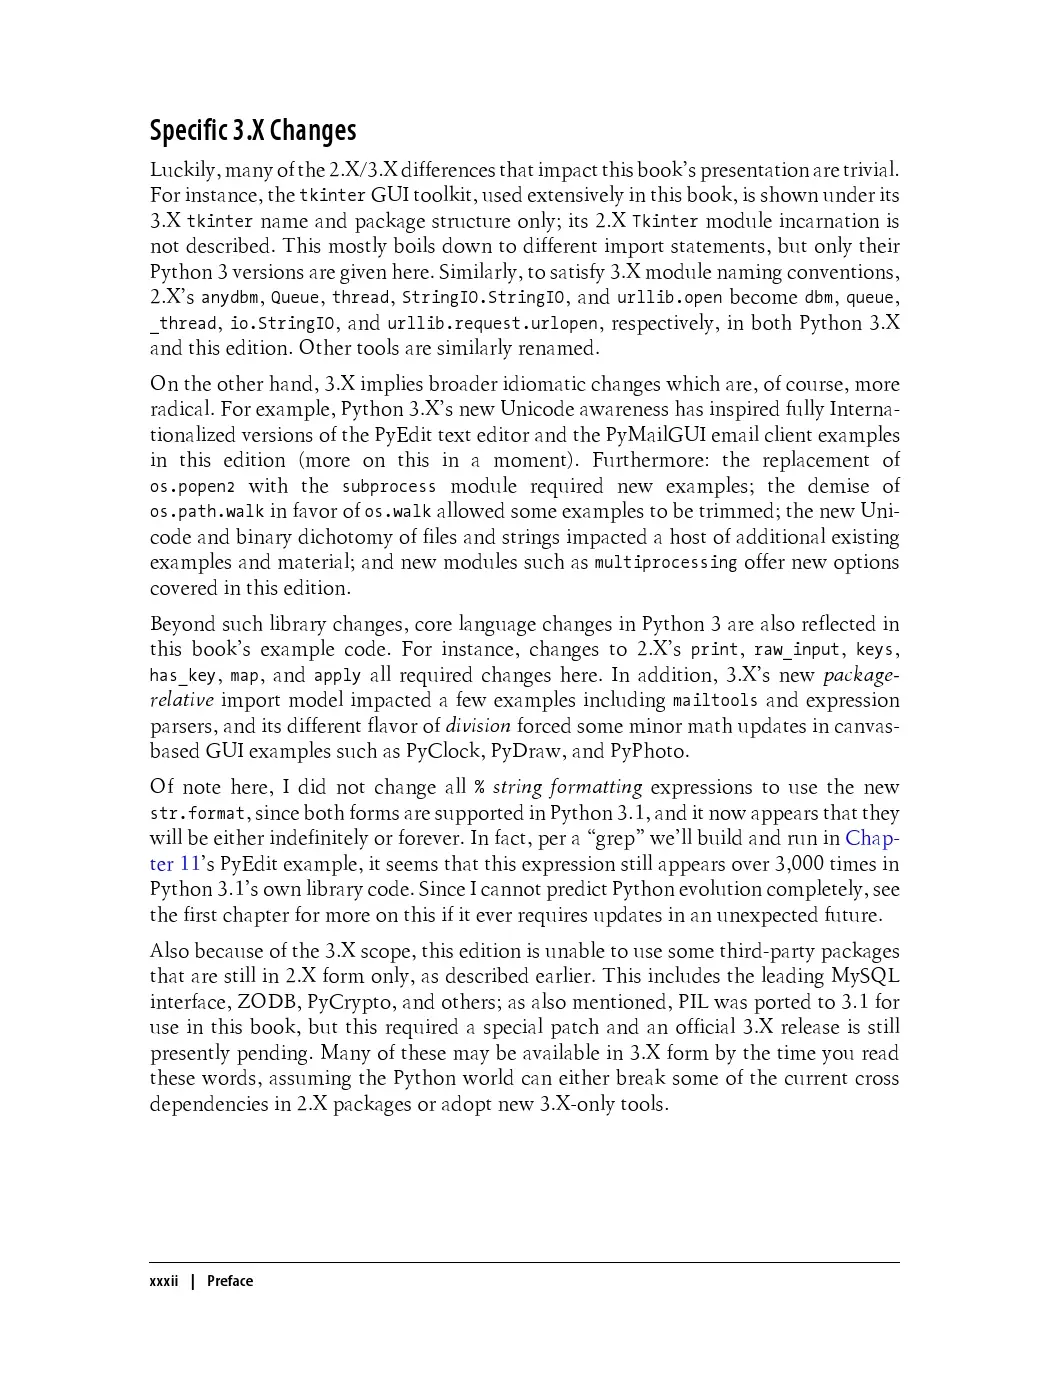 Specific 3.X Changes
Luckily, many of the 2.X/3.X differences that impact this book’s presentation are trivial.
For instance, the tkinter GUI toolkit, used extensively in this book, is shown under its
3.X tkinter name and package structure only; its 2.X Tkinter module incarnation is
not described. This mostly boils down to different import statements, but only their
Python 3 versions are given here. Similarly, to satisfy 3.X module naming conventions,
2.X’s anydbm, Queue, thread, StringIO.StringIO, and urllib.open become dbm, queue,
_thread, io.StringIO, and urllib.request.urlopen, respectively, in both Python 3.X
and this edition. Other tools are similarly renamed.
On the other hand, 3.X implies broader idiomatic changes which are, of course, more
radical. For example, Python 3.X’s new Unicode awareness has inspired fully Interna-
tionalized versions of the PyEdit text editor and the PyMailGUI email client examples
in this edition (more on this in a moment). Furthermore: the replacement of
os.popen2 with the subprocess module required new examples; the demise of
os.path.walk in favor of os.walk allowed some examples to be trimmed; the new Uni-
code and binary dichotomy of files and strings impacted a host of additional existing
examples and material; and new modules such as multiprocessing offer new options
covered in this edition.
Beyond such library changes, core language changes in Python 3 are also reflected in
this book’s example code. For instance, changes to 2.X’s print, raw_input, keys,
has_key, map, and apply all required changes here. In addition, 3.X’s new package-
relative import model impacted a few examples including mailtools and expression
parsers, and its different flavor of division forced some minor math updates in canvas-
based GUI examples such as PyClock, PyDraw, and PyPhoto.
Of note here, I did not change all % string formatting expressions to use the new
str.format, since both forms are supported in Python 3.1, and it now appears that they
will be either indefinitely or forever. In fact, per a “grep” we’ll build and run in Chap-
ter 11’s PyEdit example, it seems that this expression still appears over 3,000 times in
Python 3.1’s own library code. Since I cannot predict Python evolution completely, see
the first chapter for more on this if it ever requires updates in an unexpected future.
Also because of the 3.X scope, this edition is unable to use some third-party packages
that are still in 2.X form only, as described earlier. This includes the leading MySQL
interface, ZODB, PyCrypto, and others; as also mentioned, PIL was ported to 3.1 for
use in this book, but this required a special patch and an official 3.X release is still
presently pending. Many of these may be available in 3.X form by the time you read
these words, assuming the Python world can either break some of the current cross
dependencies in 2.X packages or adopt new 3.X-only tools.
xxxii | Preface